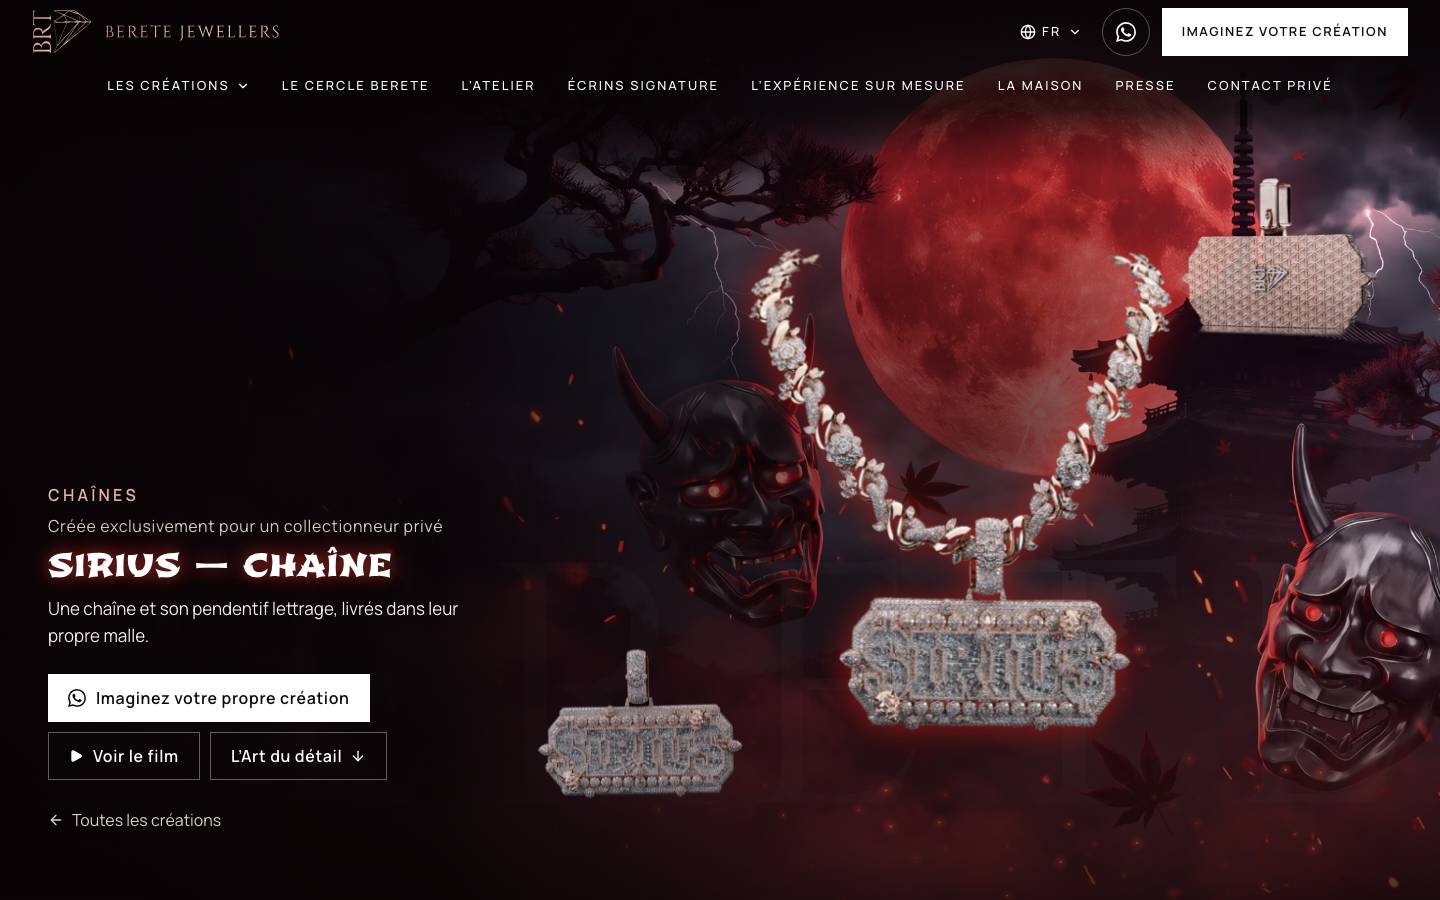 BRT
BERETE JEWELLERS
FR
IMAGINEZ VOTRE CRÉATION
LES CRÉATIONS
LE CERCLE BERETE
L’ATELIER
ÉCRINS SIGNATURE
L’EXPÉRIENCE SUR MESURE
LA MAISON
PRESSE
CONTACT PRIVÉ
BRT
CHAÎNES
Créée exclusivement pour un collectionneur privé
SIRIUS — CHAÎNE
Une chaîne et son pendentif lettrage, livrés dans leur
propre malle.
Imaginez votre propre création
Voir le film
L’Art du détail
Toutes les créations
SIRIUS
SIRIUS